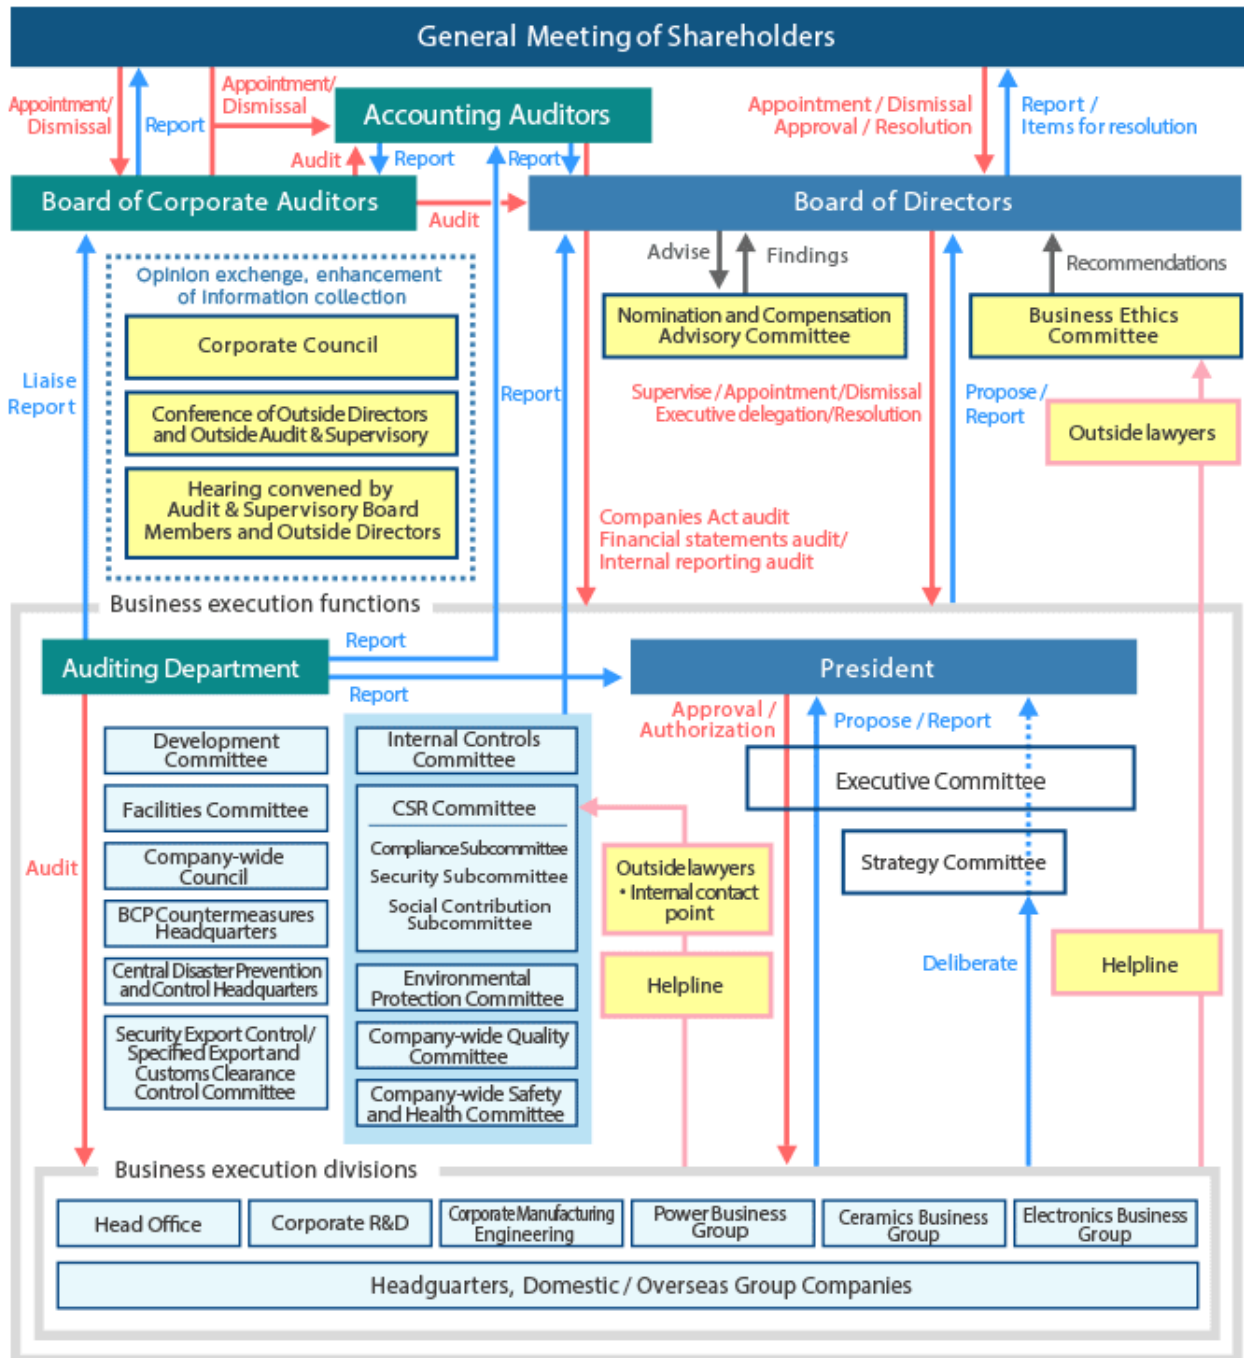 General Meeting of Shareholders
Appointment/
Dismissal
Report
Appointment/
Dismissal
Accounting Auditors
Appointment / Dismissal
Approval / Resolution
Report /
Items for resolution
Audit
Report
Report
Board of Corporate Auditors
Audit
Board of Directors
Opinion exchenge, enhancement
of information collection
Corporate Council
Conference of Outside Directors
and Outside Audit & Supervisory
Hearing convened by
Audit & Supervisory Board
Members and Outside Directors
Liaise
Report
Report
Advise
Findings
Recommendations
Nomination and Compensation
Advisory Committee
Business Ethics
Committee
Supervise / Appointment/Dismissal
Executive delegation/Resolution
Propose /
Report
Outside lawyers
Companies Act audit
Financial statements audit/
Internal reporting audit
Business execution functions
Auditing Department
Report
Report
President
Approval /
Authorization
Propose / Report
Development
Committee
Facilities Committee
Company-wide
Council
BCP Countermeasures
Headquarters
Central Disaster Prevention
and Control Headquarters
Security Export Control/
Specified Export and
Customs Clearance
Control Committee
Audit
Internal Controls
Committee
CSR Committee
Compliance Subcommittee
Security Subcommittee
Social Contribution
Subcommittee
Environmental
Protection Committee
Company-wide Quality
Committee
Company-wide Safety
and Health Committee
Outside lawyers
・Internal contact
point
Helpline
Executive Committee
Strategy Committee
Deliberate
Helpline
Business execution divisions
Head Office
Corporate R&D
Corporate Manufacturing
Engineering
Power Business
Group
Ceramics Business
Group
Electronics Business
Group
Headguarters, Domestic / Overseas Group Companies